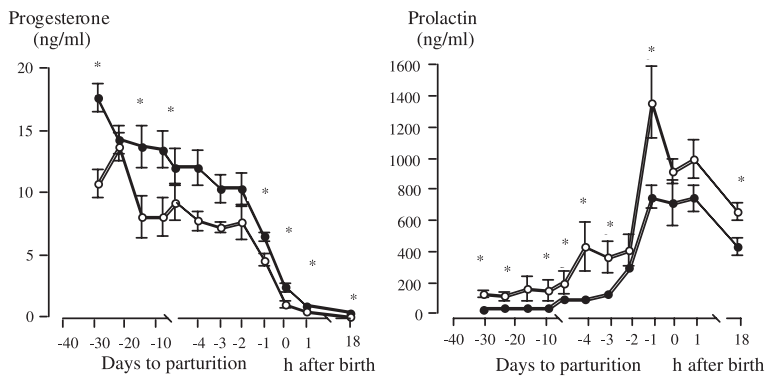 Progesterone
(ng/ml)
20
15
10
5
0
* * * * * * *
-40 -30 -20 -10 -5 -4 -3 -2 -1 0 1 18
Days to parturition h after birth
Prolactin
(ng/ml)
1600
1400
1200
1000
800
600
400
200
0
* * * * * * *
-40 -30 -20 -10 -4 -3 -2 -1 0 1 18
Days to parturition h after birth